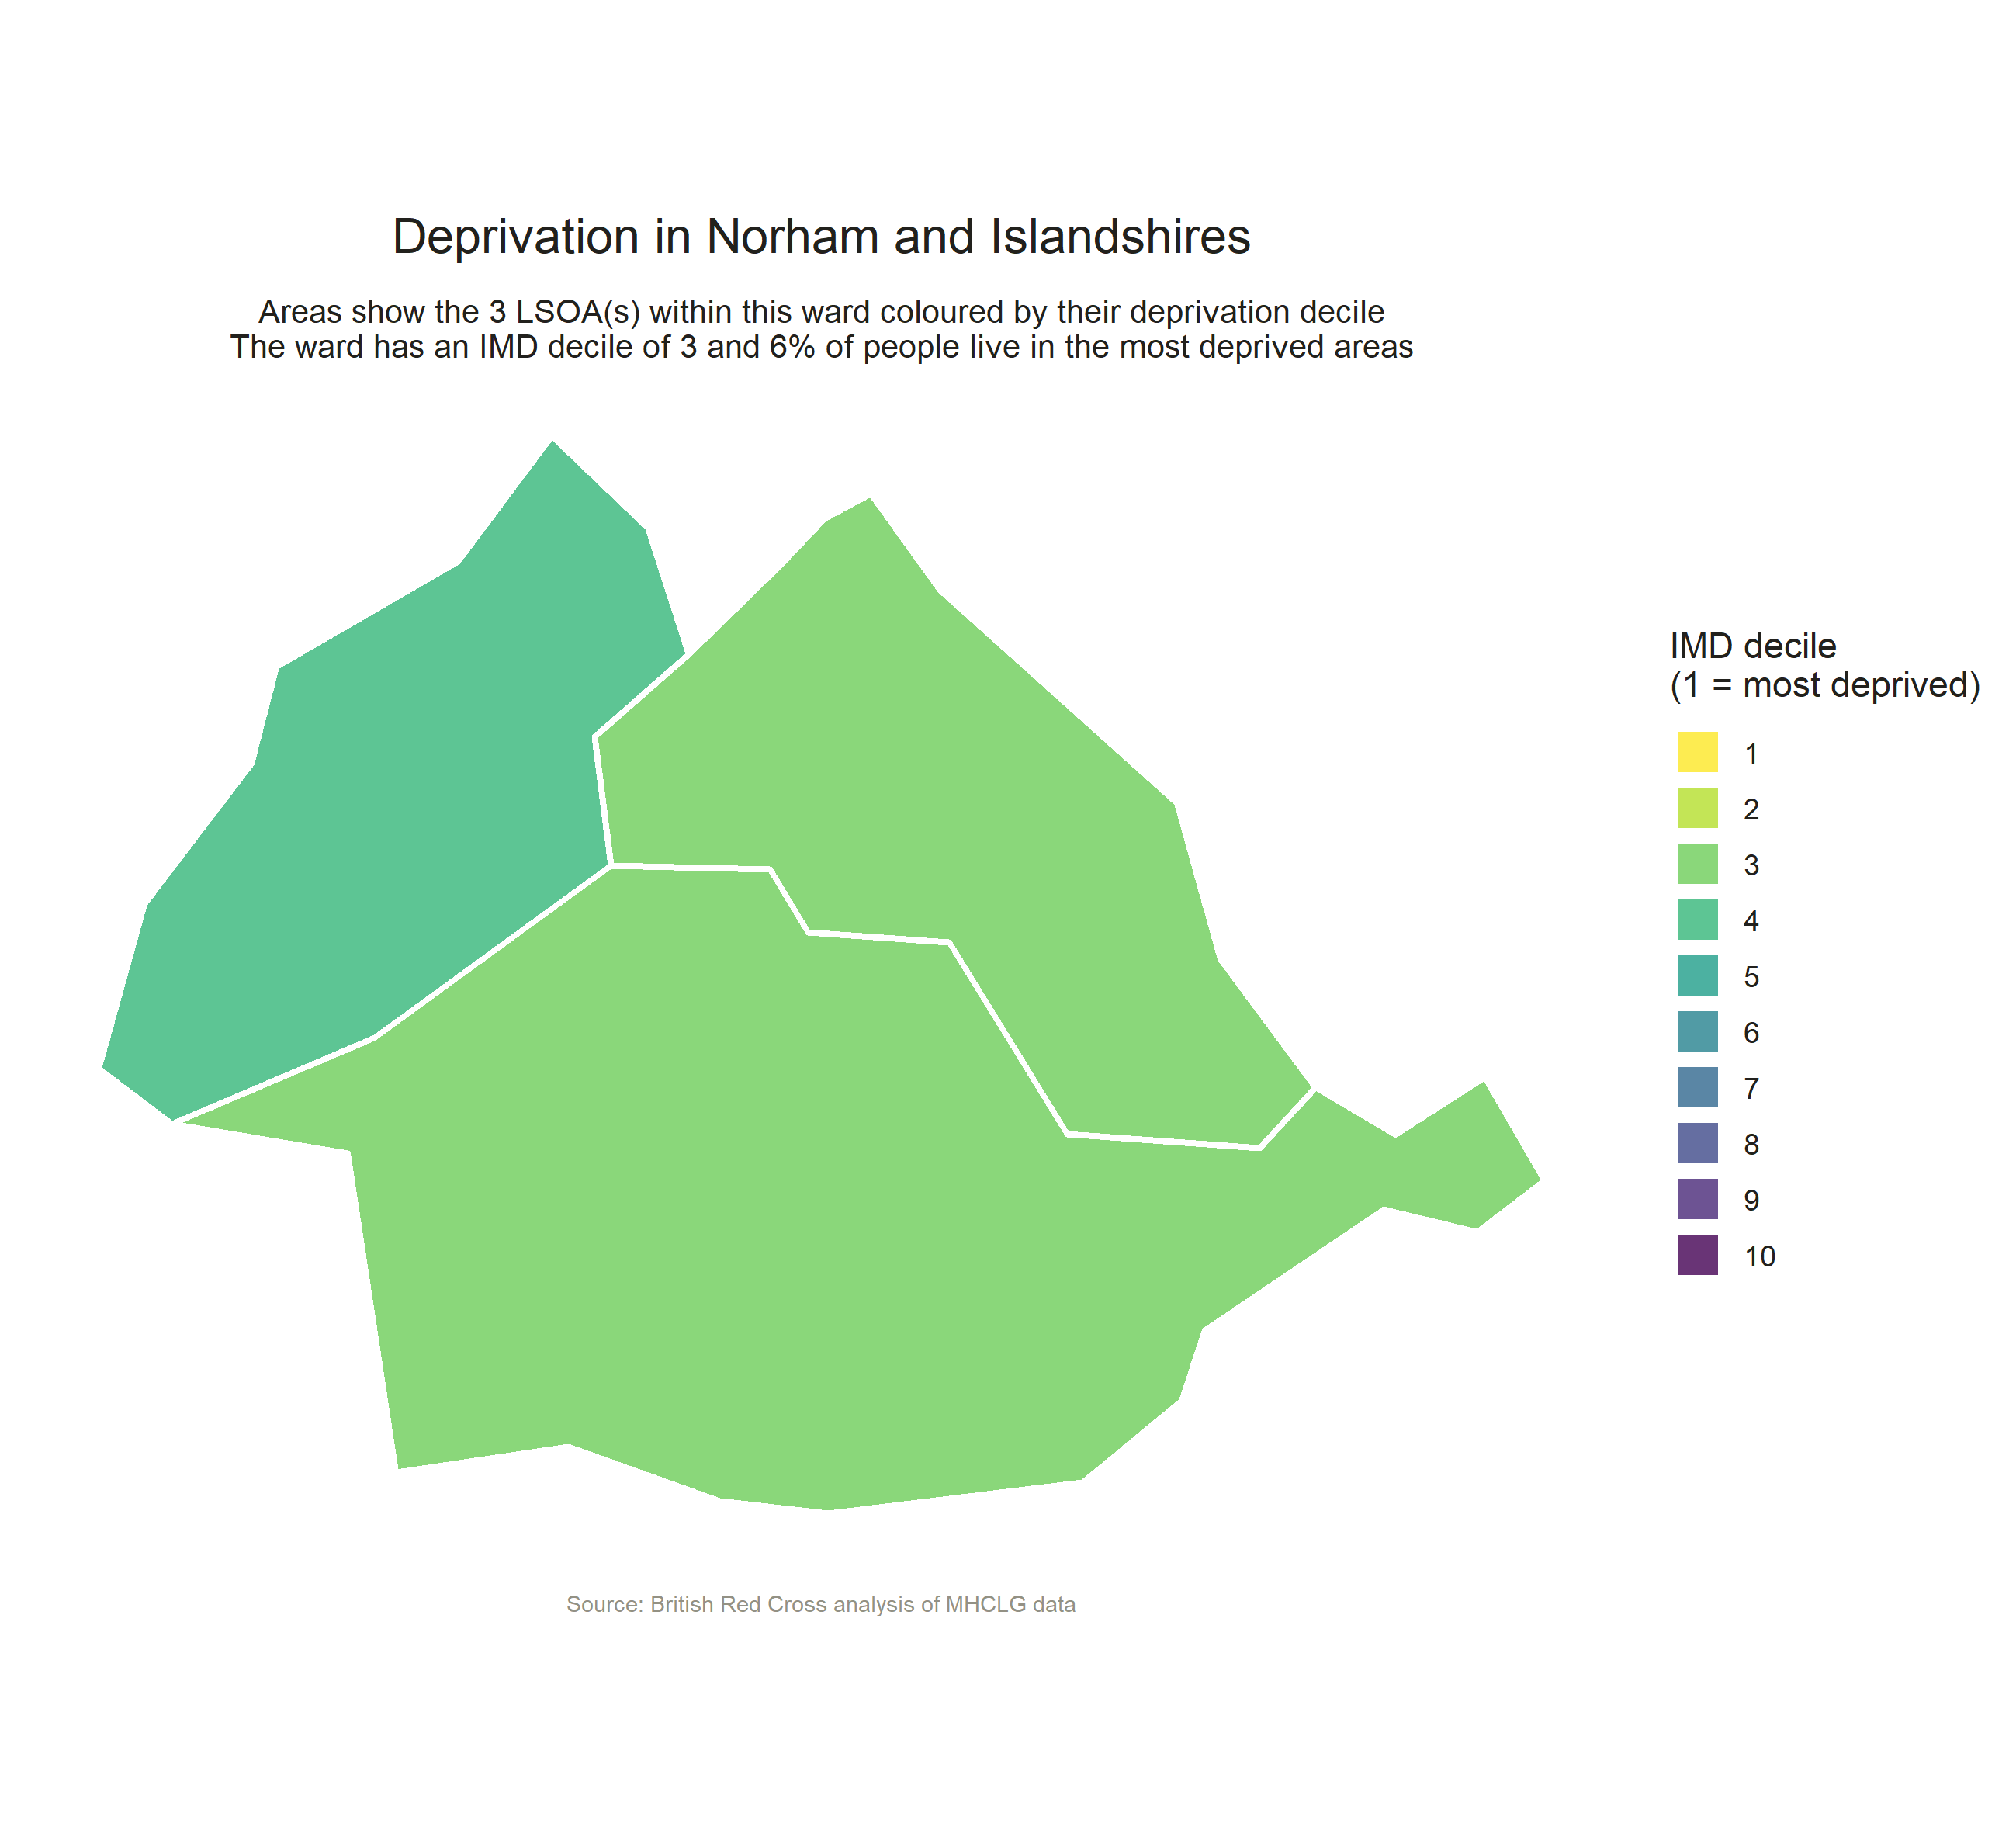 Deprivation in Norham and Islandshires
Areas show the 3 LSOA(s) within this ward coloured by their deprivation decile
The ward has an IMD decile of 3 and 6% of people live in the most deprived areas
IMD decile
(1 = most deprived)
1
2
3
4
5
6
7
8
9
10
Source: British Red Cross analysis of MHCLG data